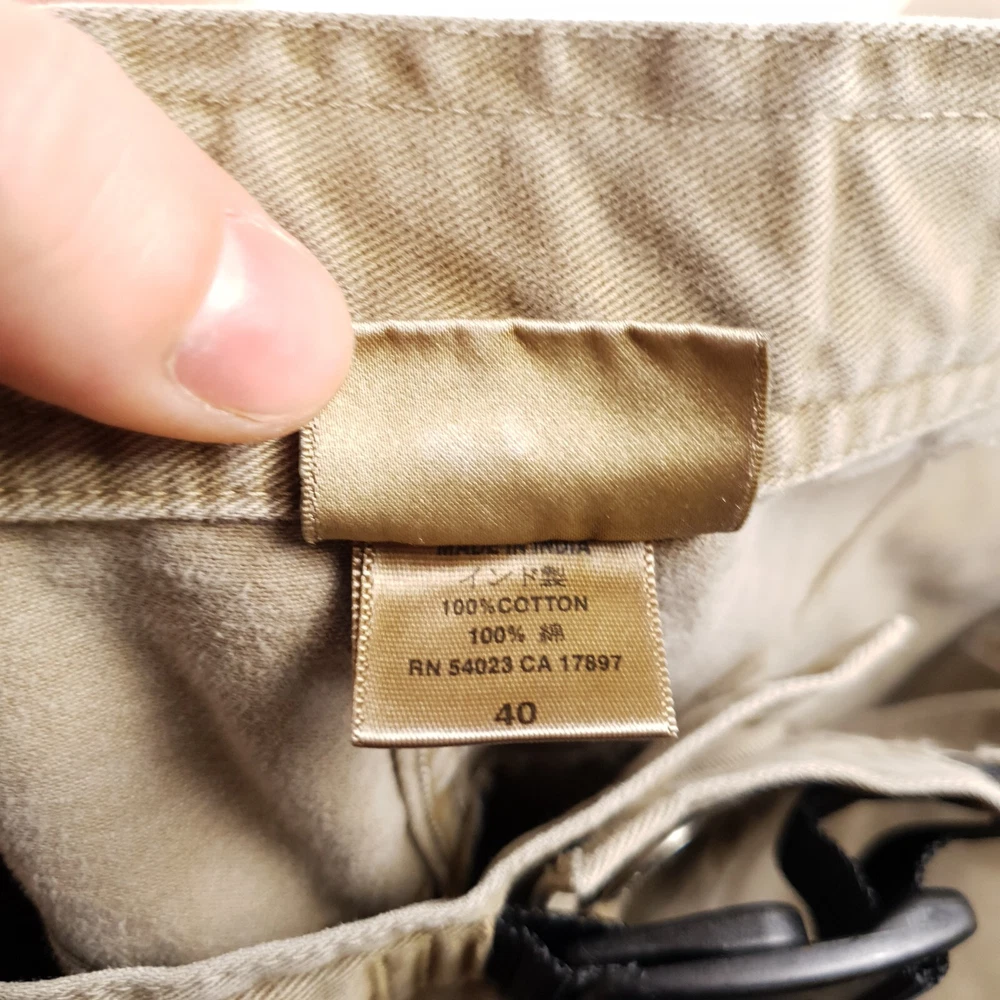 MADE IN INDIA
インド製
100%COTTON
100% 綿
RN 54023 CA 17897
40